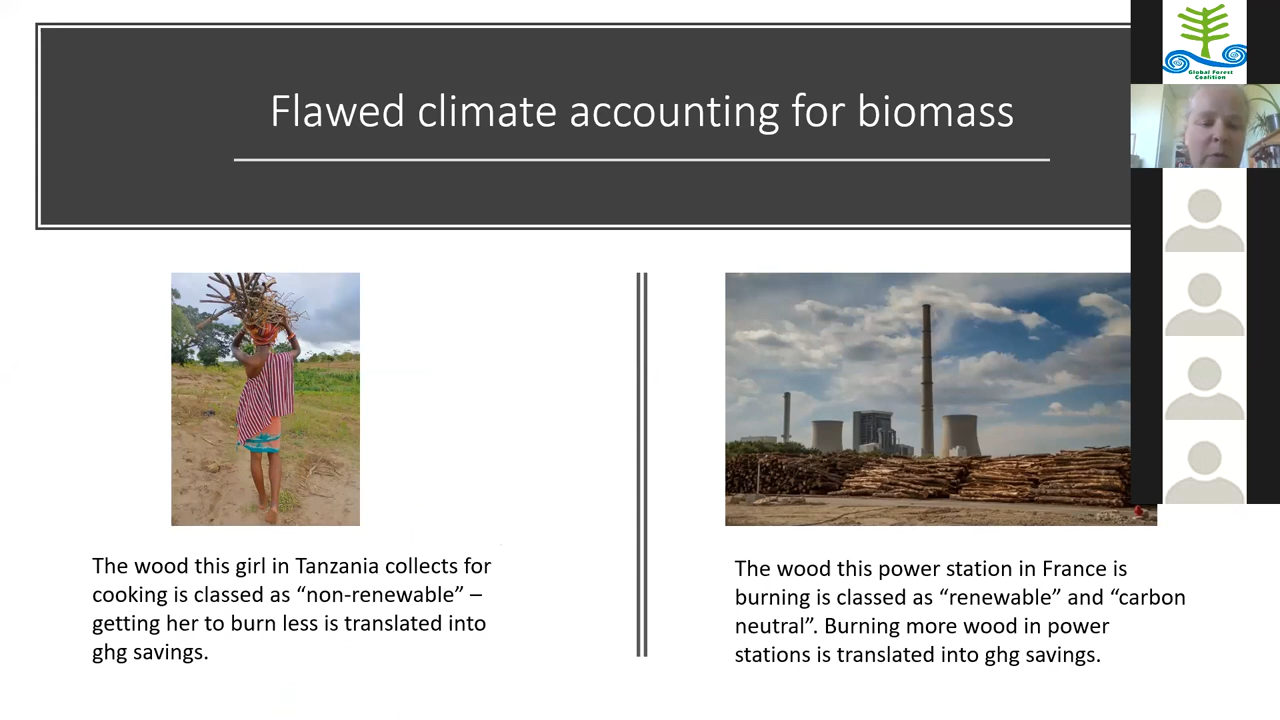 Flawed climate accounting for biomass
Global Forest
Coalition
The wood this girl in Tanzania collects for
cooking is classed as “non-renewable” –
getting her to burn less is translated into
ghg savings.
The wood this power station in France is
burning is classed as “renewable” and “carbon
neutral”. Burning more wood in power
stations is translated into ghg savings.